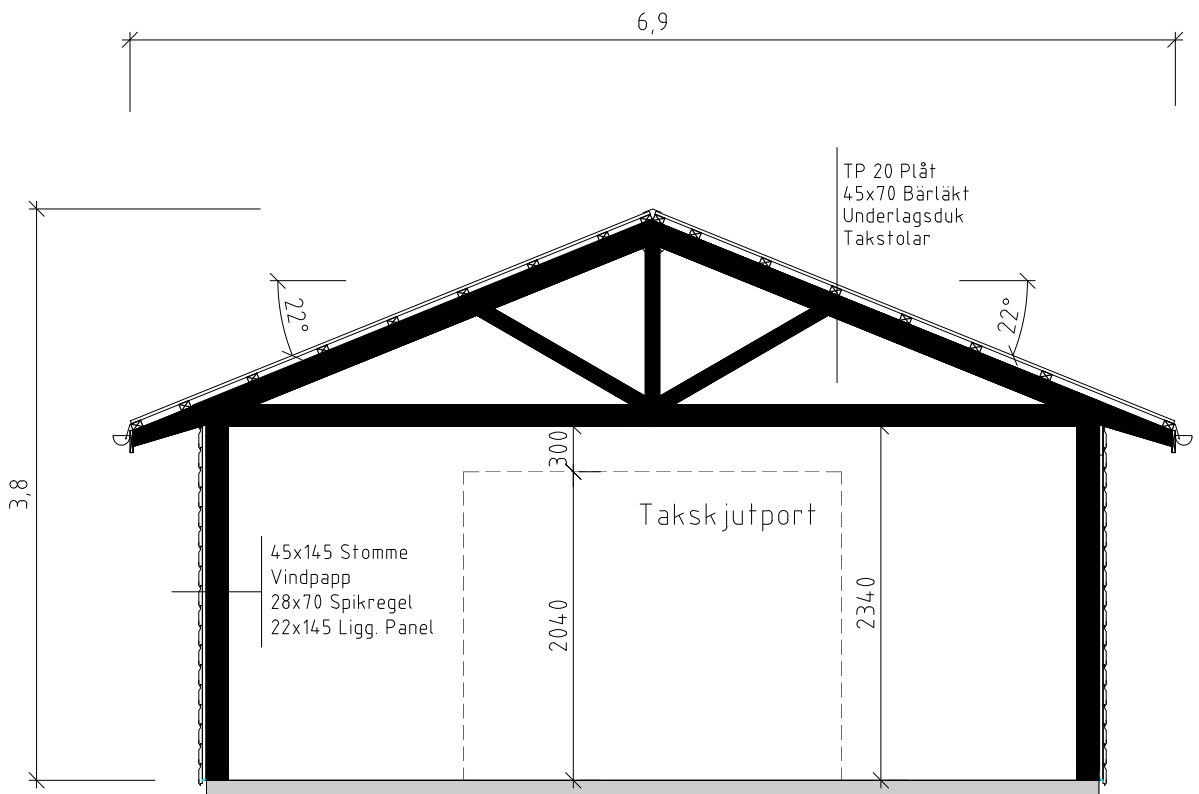 6,9
TP 20 Plåt
45x70 Bärläkt
Underlagsduk
Takstolar
22°
22°
300
3,8
Takskjutport
45x145 Stomme
Vindpapp
28x70 Spikregel
22x145 Ligg. Panel
2040
2340